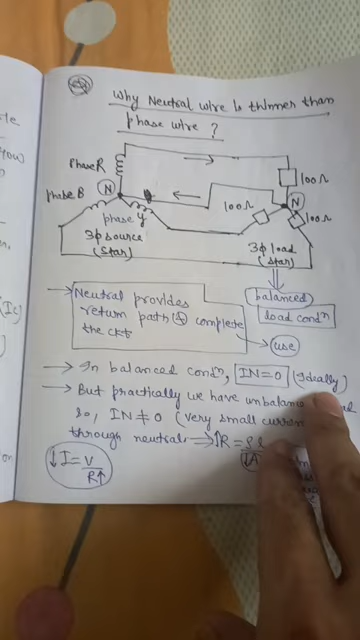 Why Neutral wire is thinner than
phase wire ?
Phase R
100Ω
Phase B
N
N
100Ω
100Ω
phase Y
3ϕ source
(star)
3ϕ load
(star)
→ Neutral provides
return path & complete
the ckt
balanced
load condⁿ
use
→ In balanced condⁿ, IN=0 (Ideally)
→ But practically we have unbalance
so, IN ≠ 0 (very small current
through neutral → ↑R = ρ l
↓A
↓I = V
R↑
(Ic)